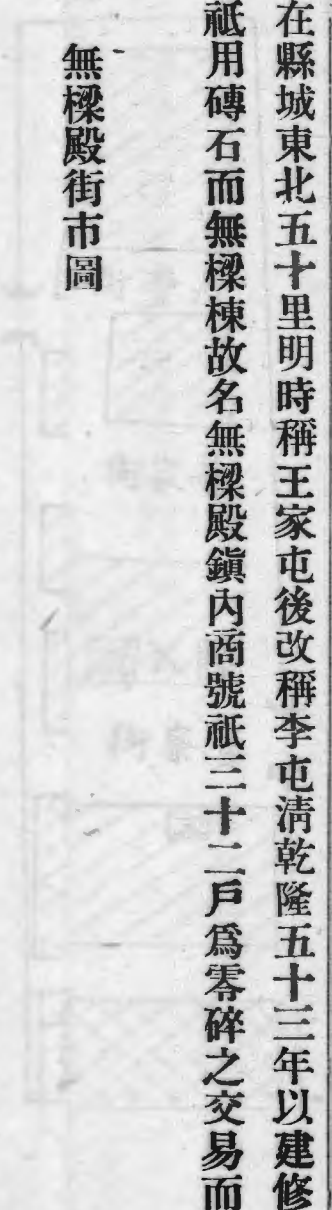 在縣城東北五十里明時稱王家屯後改稱李屯清乾隆五十三年以建修
祇用磚石而無樑棟故名無樑殿鎭內商號祇三十二戶爲零碎之交易而
無樑殿街市圖